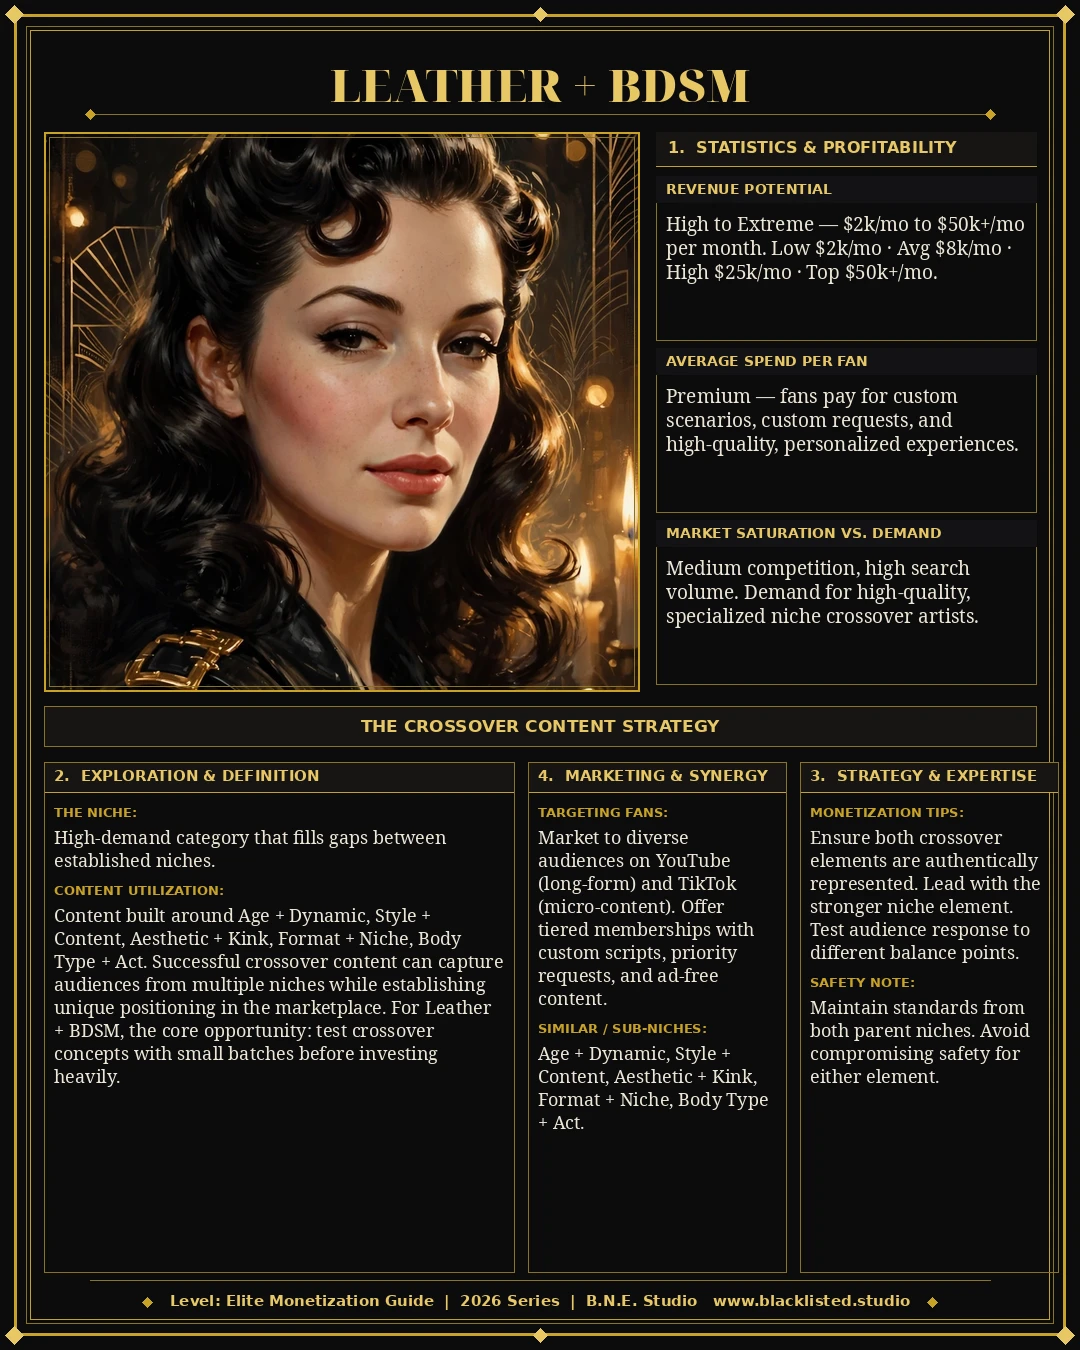 LEATHER + BDSM
1. STATISTICS & PROFITABILITY
REVENUE POTENTIAL
High to Extreme — $2k/mo to $50k+/mo
per month. Low $2k/mo · Avg $8k/mo ·
High $25k/mo · Top $50k+/mo.
AVERAGE SPEND PER FAN
Premium — fans pay for custom
scenarios, custom requests, and
high-quality, personalized experiences.
MARKET SATURATION VS. DEMAND
Medium competition, high search
volume. Demand for high-quality,
specialized niche crossover artists.
THE CROSSOVER CONTENT STRATEGY
2. EXPLORATION & DEFINITION
THE NICHE:
High-demand category that fills gaps between
established niches.
CONTENT UTILIZATION:
Content built around Age + Dynamic, Style +
Content, Aesthetic + Kink, Format + Niche, Body
Type + Act. Successful crossover content can capture
audiences from multiple niches while establishing
unique positioning in the marketplace. For Leather
+ BDSM, the core opportunity: test crossover
concepts with small batches before investing
heavily.
4. MARKETING & SYNERGY
TARGETING FANS:
Market to diverse
audiences on YouTube
(long-form) and TikTok
(micro-content). Offer
tiered memberships with
custom scripts, priority
requests, and ad-free
content.
SIMILAR / SUB-NICHES:
Age + Dynamic, Style +
Content, Aesthetic + Kink,
Format + Niche, Body Type
+ Act.
3. STRATEGY & EXPERTISE
MONETIZATION TIPS:
Ensure both crossover
elements are authentically
represented. Lead with the
stronger niche element.
Test audience response to
different balance points.
SAFETY NOTE:
Maintain standards from
both parent niches. Avoid
compromising safety for
either element.
Level: Elite Monetization Guide | 2026 Series | B.N.E. Studio www.blacklisted.studio